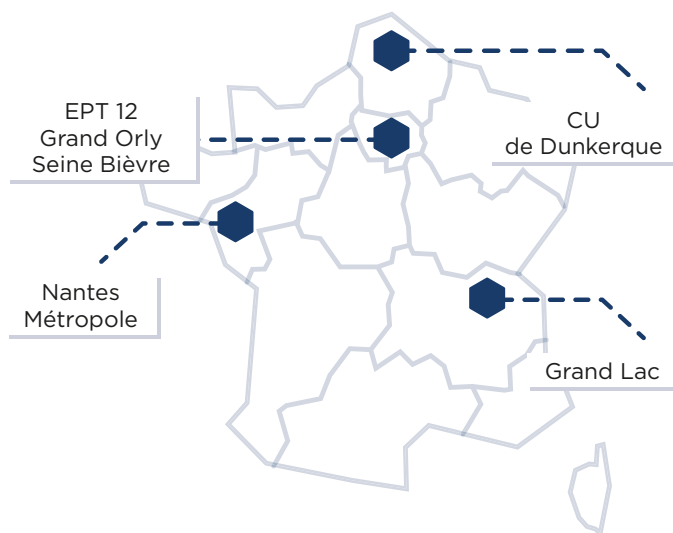 EPT 12
Grand Orly
Seine Bièvre
CU
de Dunkerque
Nantes
Métropole
Grand Lac